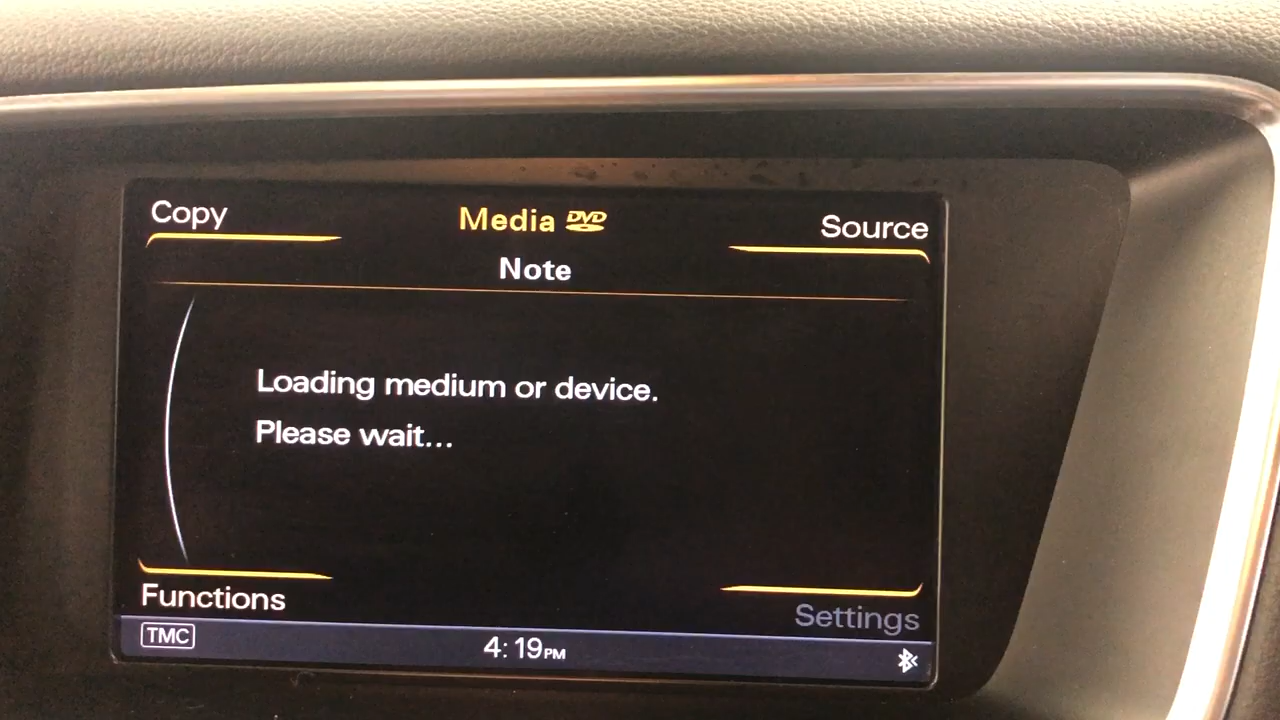 Copy
Media DVD
Source
Note
Loading medium or device.
Please wait...
Functions
Settings
TMC
4:19PM